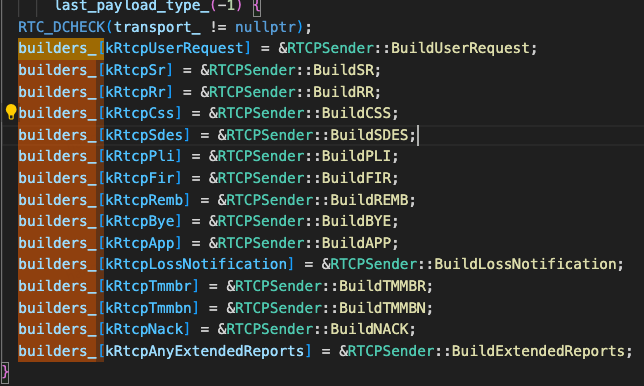 last_payload_type_(-1) {
RTC_DCHECK(transport_ != nullptr);
builders_[kRtcpUserRequest] = &RTCPSender::BuildUserRequest;
builders_[kRtcpSr] = &RTCPSender::BuildSR;
builders_[kRtcpRr] = &RTCPSender::BuildRR;
builders_[kRtcpCss] = &RTCPSender::BuildCSS;
builders_[kRtcpSdes] = &RTCPSender::BuildSDES;
builders_[kRtcpPli] = &RTCPSender::BuildPLI;
builders_[kRtcpFir] = &RTCPSender::BuildFIR;
builders_[kRtcpRemb] = &RTCPSender::BuildREMB;
builders_[kRtcpBye] = &RTCPSender::BuildBYE;
builders_[kRtcpApp] = &RTCPSender::BuildAPP;
builders_[kRtcpLossNotification] = &RTCPSender::BuildLossNotification;
builders_[kRtcpTmmbr] = &RTCPSender::BuildTMMBR;
builders_[kRtcpTmmbn] = &RTCPSender::BuildTMMBN;
builders_[kRtcpNack] = &RTCPSender::BuildNACK;
builders_[kRtcpAnyExtendedReports] = &RTCPSender::BuildExtendedReports;
}